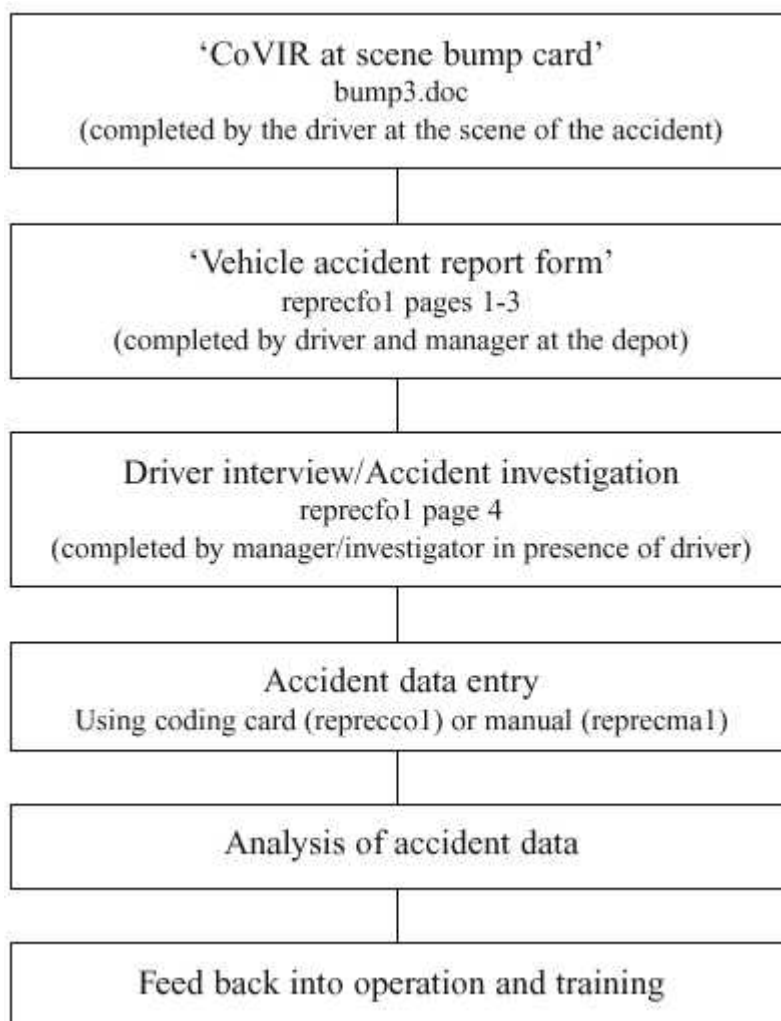 ‘CoVIR at scene bump card’
bump3.doc
(completed by the driver at the scene of the accident)
‘Vehicle accident report form’
reprecfo1 pages 1-3
(completed by driver and manager at the depot)
Driver interview/Accident investigation
reprecfo1 page 4
(completed by manager/investigator in presence of driver)
Accident data entry
Using coding card (reprecco1) or manual (reprecma1)
Analysis of accident data
Feed back into operation and training